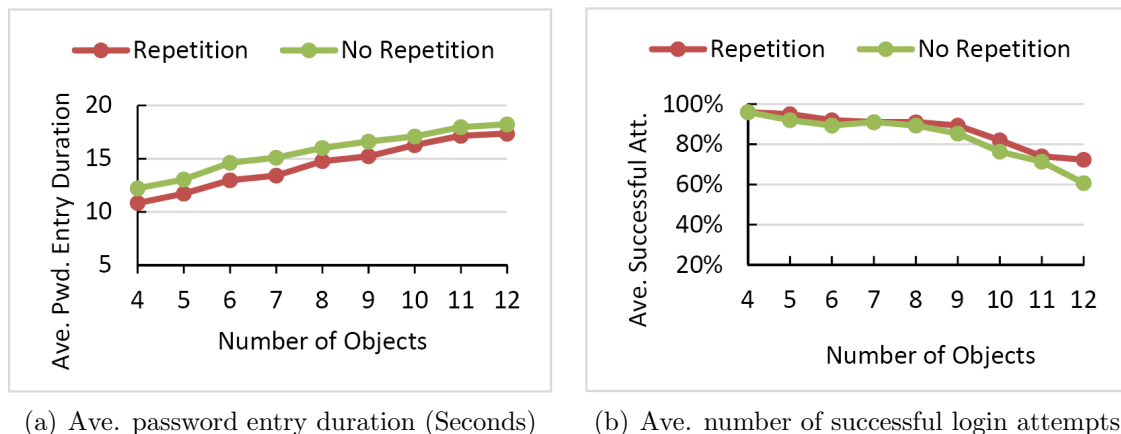 Repetition No Repetition
Ave. Pwd. Entry Duration
20
15
10
5
4 5 6 7 8 9 10 11 12
Number of Objects
(a) Ave. password entry duration (Seconds)
Repetition No Repetition
Ave. Successful Att.
100%
80%
60%
40%
20%
4 5 6 7 8 9 10 11 12
Number of Objects
(b) Ave. number of successful login attempts